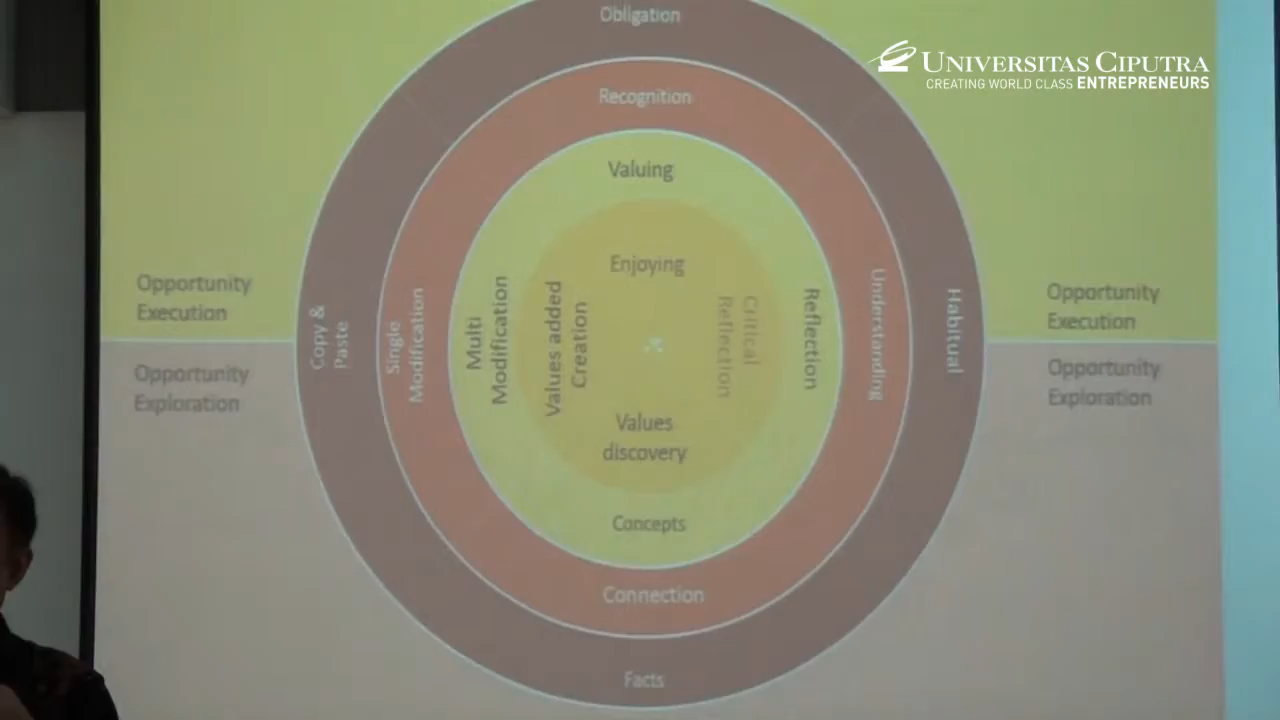 Obligation
UNIVERSITAS CIPUTRA
CREATING WORLD CLASS ENTREPRENEURS
Recognition
Valuing
Enjoying
Opportunity
Execution
Opportunity
Exploration
Copy &
Paste
Single
Modification
Multi
Modification
Values added
Creation
Critical
Reflection
Reflection
Understanding
Habitual
Opportunity
Execution
Opportunity
Exploration
Values
discovery
Concepts
Connection
Facts